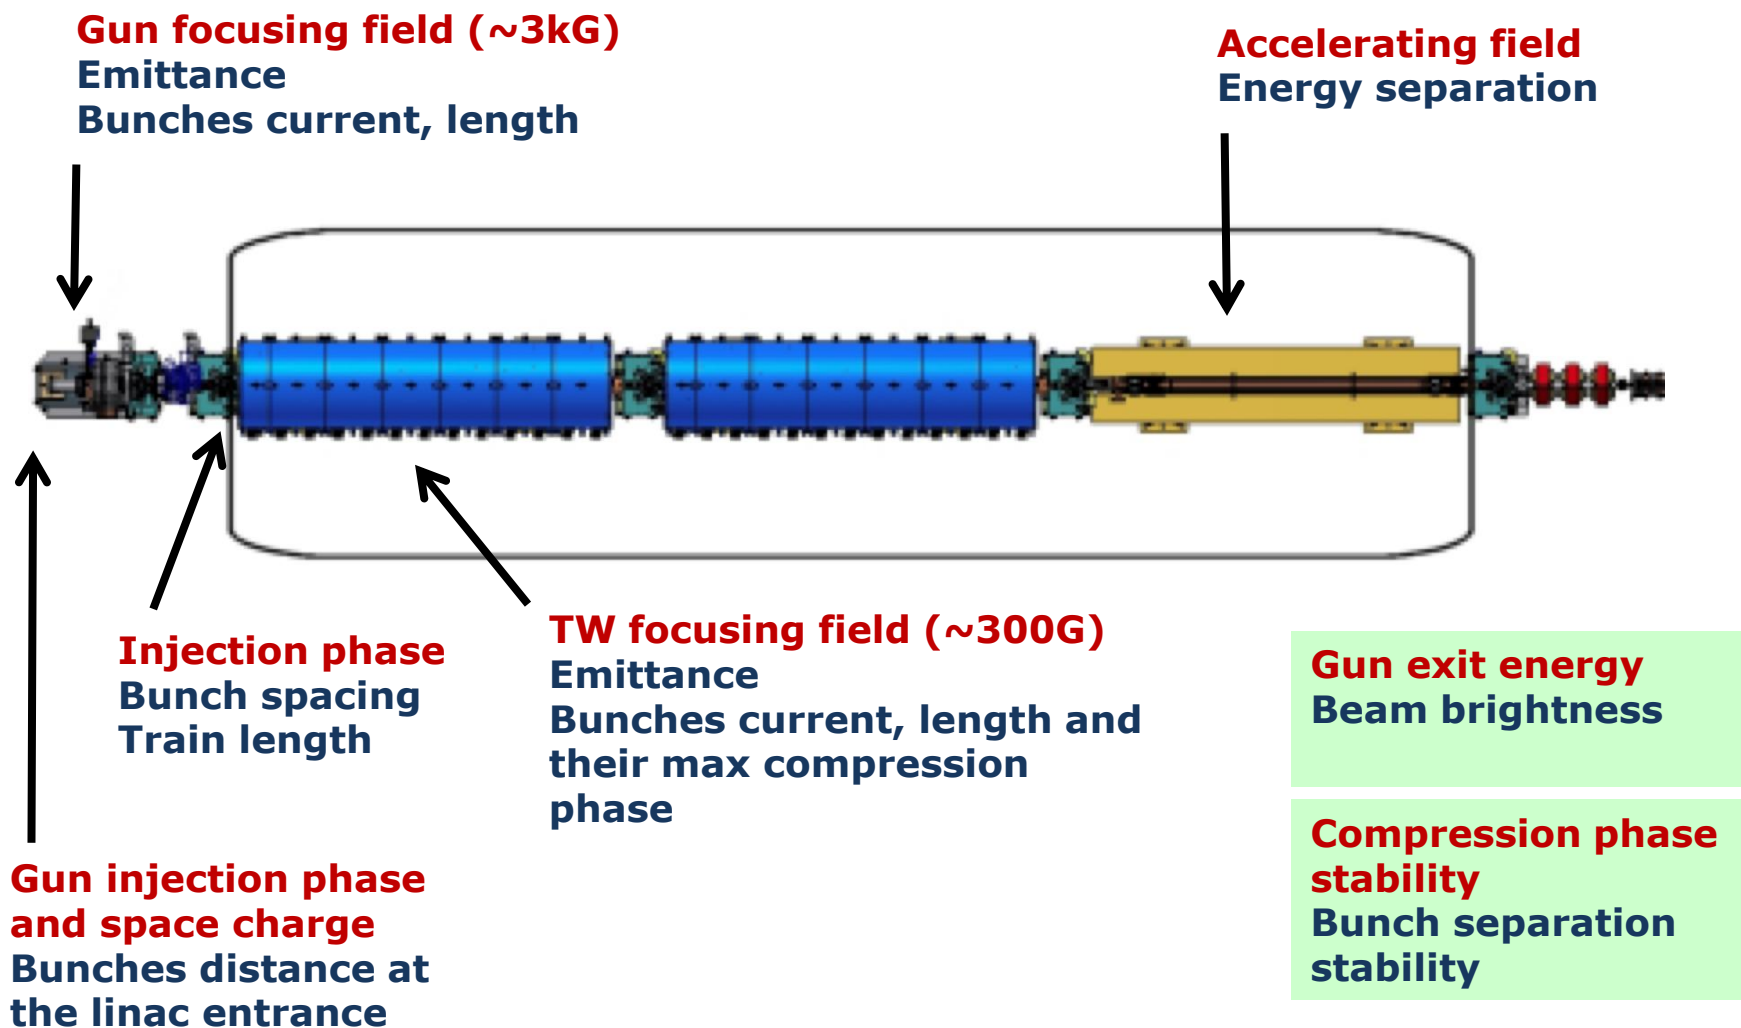 Gun focusing field (~3kG)
Emittance
Bunches current, length
Accelerating field
Energy separation
Injection phase
Bunch spacing
Train length
TW focusing field (~300G)
Emittance
Bunches current, length and
their max compression
phase
Gun exit energy
Beam brightness
Compression phase
stability
Bunch separation
stability
Gun injection phase
and space charge
Bunches distance at
the linac entrance